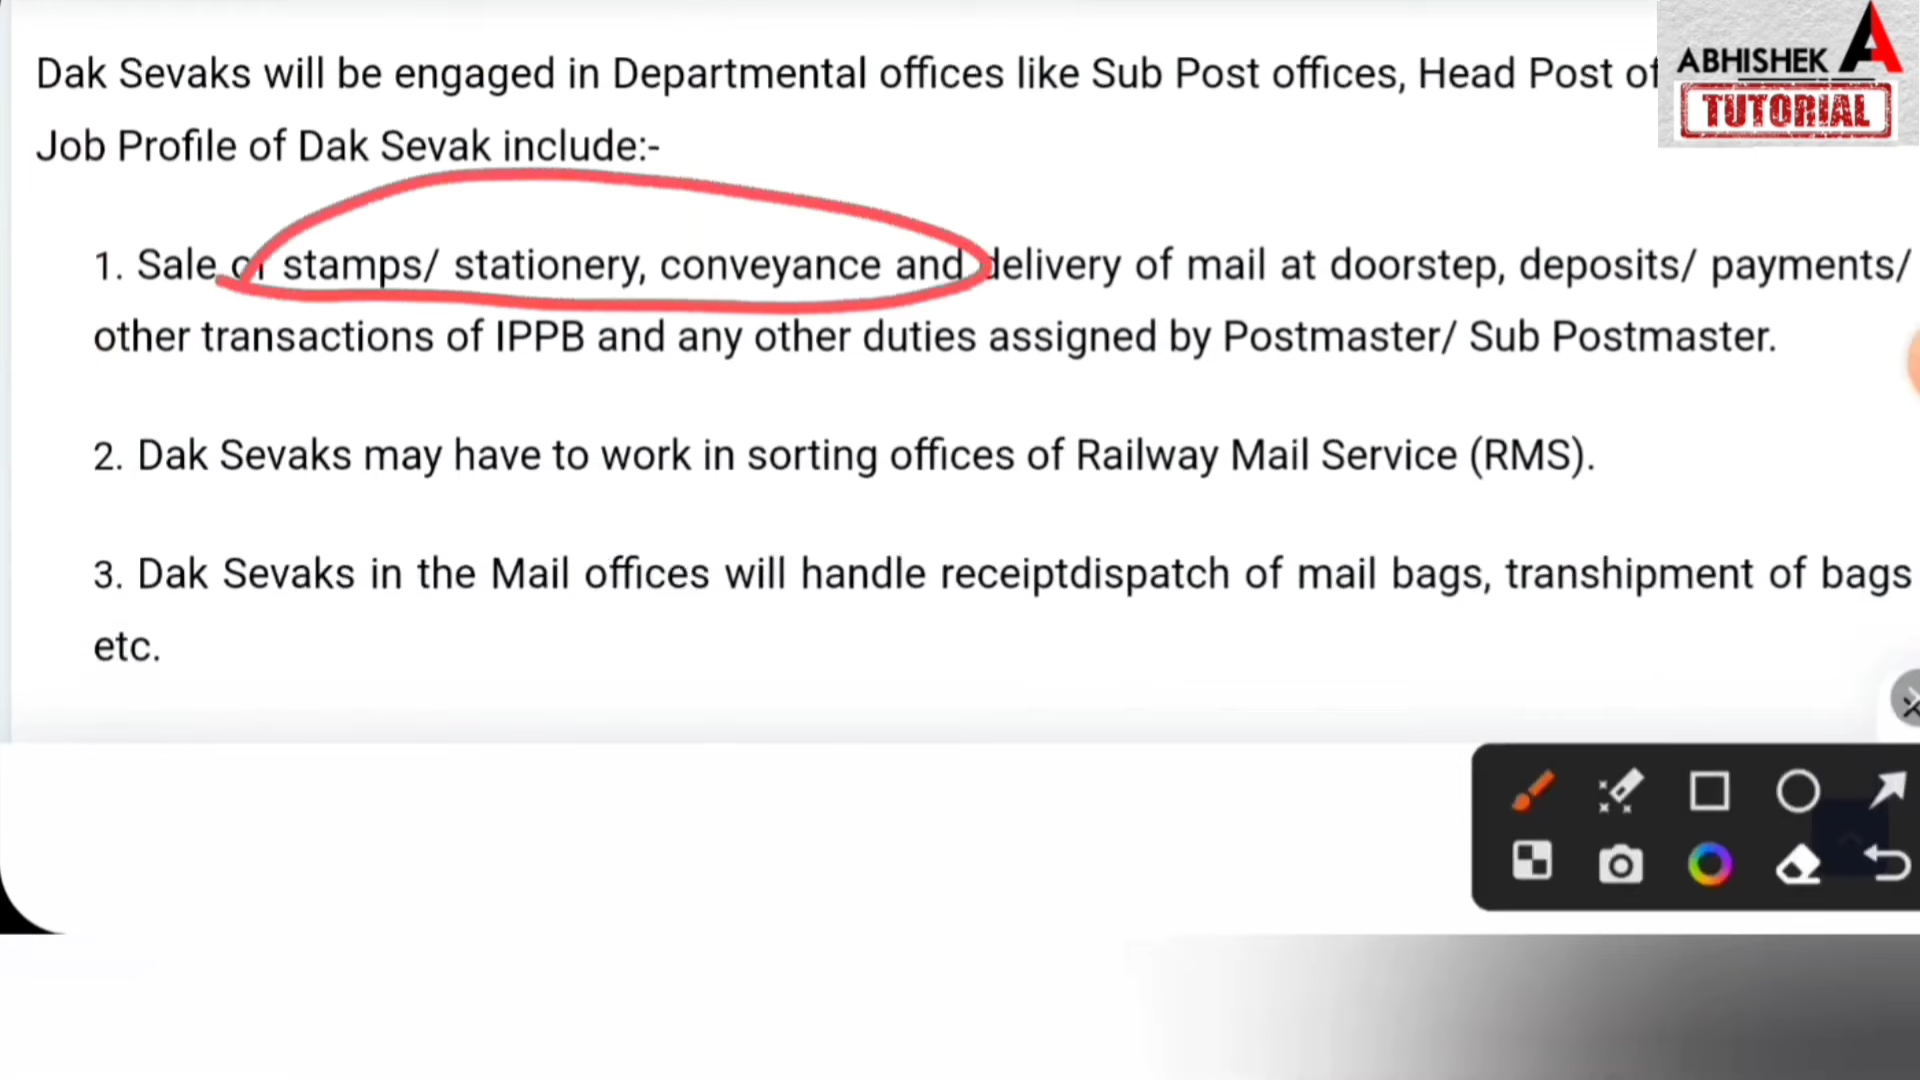 Dak Sevaks will be engaged in Departmental offices like Sub Post offices, Head Post of
ABHISHEK A
TUTORIAL
Job Profile of Dak Sevak include:-
1. Sale of stamps/ stationery, conveyance and delivery of mail at doorstep, deposits/ payments/
other transactions of IPPB and any other duties assigned by Postmaster/ Sub Postmaster.
2. Dak Sevaks may have to work in sorting offices of Railway Mail Service (RMS).
3. Dak Sevaks in the Mail offices will handle receiptdispatch of mail bags, transhipment of bags
etc.